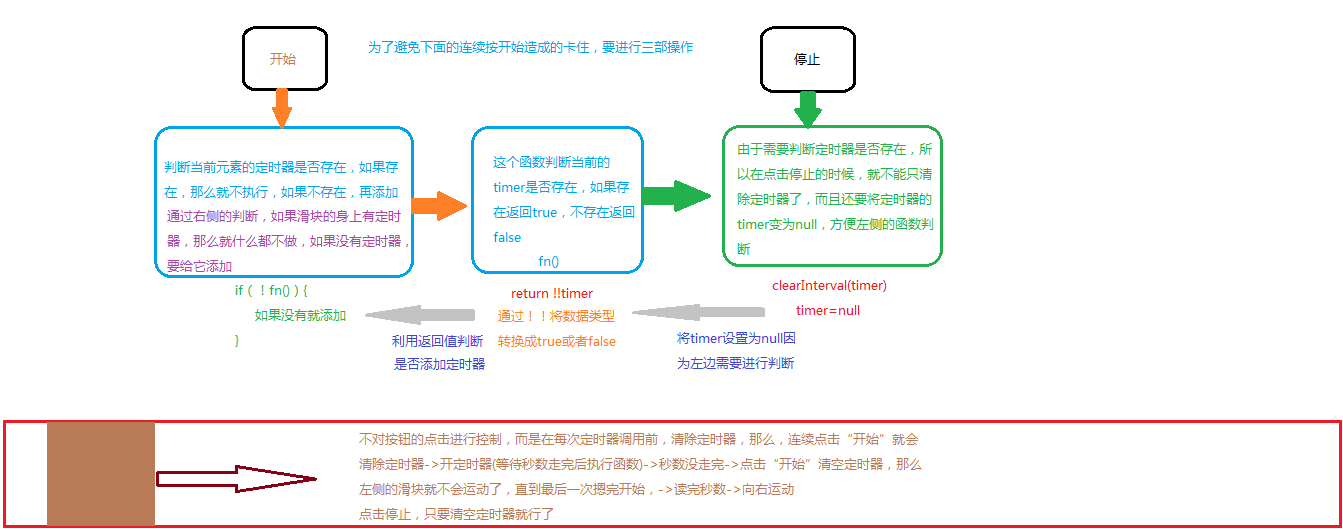 开始
为了避免下面的连续按开始造成的卡住，要进行三部操作
停止
判断当前元素的定时器是否存在，如果存
在，那么就不执行，如果不存在，再添加
通过右侧的判断，如果滑块的身上有定时
器，那么就什么都不做，如果没有定时器，
要给它添加
这个函数判断当前的
timer是否存在，如果存
在返回true，不存在返回
false
fn()
由于需要判断定时器是否存在，所
以在点击停止的时候，就不能只清
除定时器了，而且还要将定时器的
timer变为null，方便左侧的函数判
断
if（！fn()）{
如果没有就添加
}
利用返回值判断
是否添加定时器
return !!timer
通过！！将数据类型
转换成true或者false
clearInterval(timer)
timer=null
将timer设置为null因
为左边需要进行判断
不对按钮的点击进行控制，而是在每次定时器调用前，清除定时器，那么，连续点击“开始”就会
清除定时器->开定时器(等待秒数走完后执行函数)->秒数没走完->点击“开始”清空定时器，那么
左侧的滑块就不会运动了，直到最后一次摁完开始，->读完秒数->向右运动
点击停止，只要清空定时器就行了